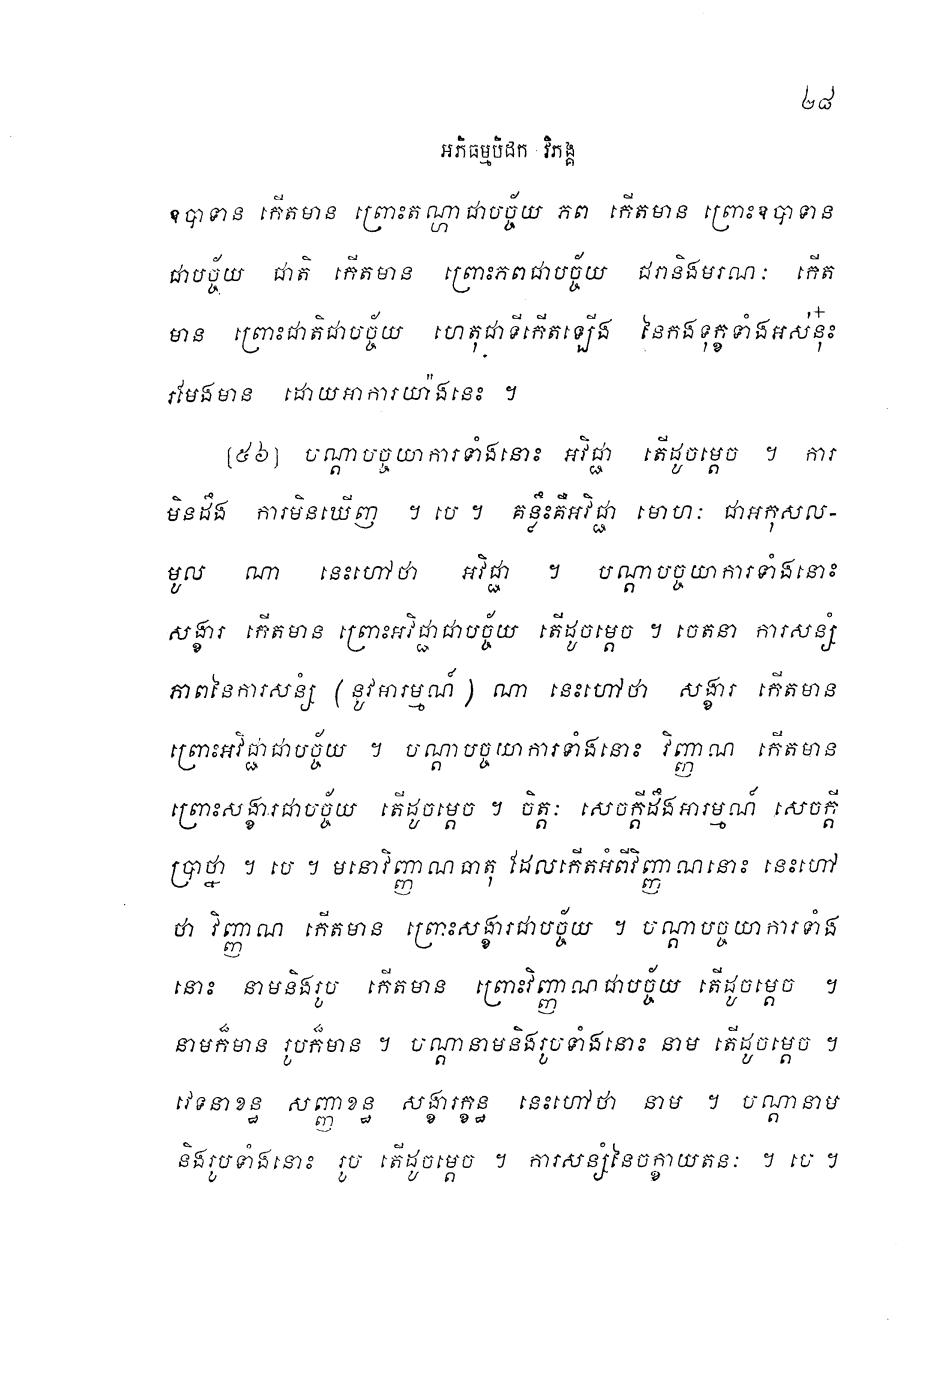 ២៨
អភិធម្មបិដក វិភង្គ
ឧបាទាន កើតមាន ព្រោះតណ្ហាជាបច្ច័យ ភព កើតមាន ព្រោះឧបាទាន
ជាបច្ច័យ ជាតិ កើតមាន ព្រោះភពជាបច្ច័យ ជរានិងមរណៈ កើត
មាន ព្រោះជាតិជាបច្ច័យ ហេតុជាទីកើតឡើង នៃកងទុក្ខទាំងអស់នុ៎ះ
រមែងមាន ដោយអាការយ៉ាងនេះ ។
(៥៦) បណ្តាបច្ចយាការទាំងនោះ អវិជ្ជា តើដូចម្តេច ។ ការ
មិនដឹង ការមិនឃើញ ។ បេ ។ គន្លឹះគឺអវិជ្ជា មោហៈ ជាអកុសល-
មូល ណា នេះហៅថា អវិជ្ជា ។ បណ្តាបច្ចយាការទាំងនោះ
សង្ខារ កើតមាន ព្រោះអវិជ្ជាជាបច្ច័យ តើដូចម្តេច ។ ចេតនា ការសន្សំ
ភាពនៃការសន្សំ (នូវអារម្មណ៍) ណា នេះហៅថា សង្ខារ កើតមាន
ព្រោះអវិជ្ជាជាបច្ច័យ ។ បណ្តាបច្ចយាការទាំងនោះ វិញ្ញាណ កើតមាន
ព្រោះសង្ខារជាបច្ច័យ តើដូចម្តេច ។ ចិត្តៈ សេចក្តីដឹងអារម្មណ៍ សេចក្តី
ប្រាថ្នា ។ បេ ។ មនោវិញ្ញាណធាតុ ដែលកើតអំពីវិញ្ញាណនោះ នេះហៅ
ថា វិញ្ញាណ កើតមាន ព្រោះសង្ខារជាបច្ច័យ ។ បណ្តាបច្ចយាការទាំង
នោះ នាមនិងរូប កើតមាន ព្រោះវិញ្ញាណជាបច្ច័យ តើដូចម្តេច ។
នាមក៏មាន រូបក៏មាន ។ បណ្តានាមនិងរូបទាំងនោះ នាម តើដូចម្តេច ។
វេទនាខន្ធ សញ្ញាខន្ធ សង្ខារក្ខន្ធ នេះហៅថា នាម ។ បណ្តានាម
និងរូបទាំងនោះ រូប តើដូចម្តេច ។ ការសន្សំនៃចក្ខាយតនៈ ។ បេ ។